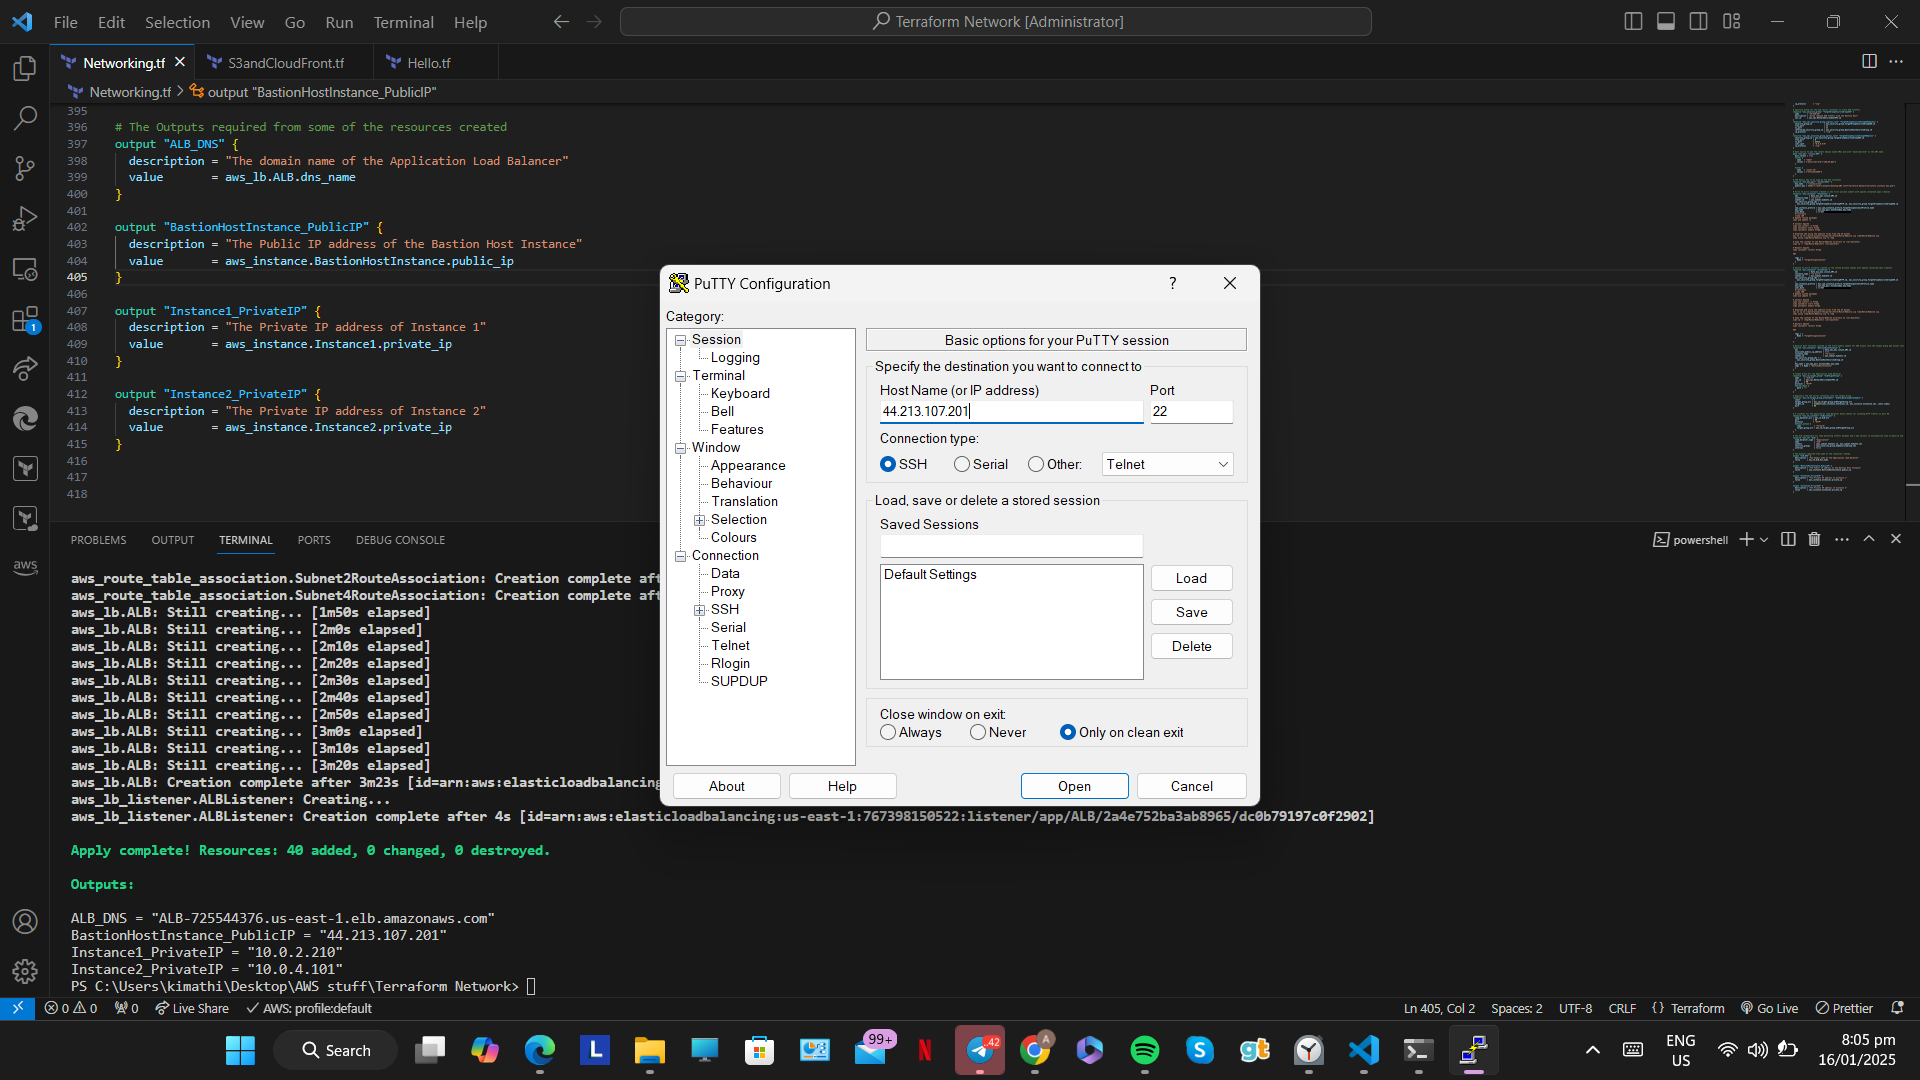 File Edit Selection View Go Run Terminal Help
Terraform Network [Administrator]
Networking.tf
S3andCloudFront.tf
Hello.tf
Networking.tf > output "BastionHostInstance_PublicIP"
395
396 # The Outputs required from some of the resources created
397 output "ALB_DNS" {
398 description = "The domain name of the Application Load Balancer"
399 value = aws_lb.ALB.dns_name
400 }
401
402 output "BastionHostInstance_PublicIP" {
403 description = "The Public IP address of the Bastion Host Instance"
404 value = aws_instance.BastionHostInstance.public_ip
405 }
406
407 output "Instance1_PrivateIP" {
408 description = "The Private IP address of Instance 1"
409 value = aws_instance.Instance1.private_ip
410 }
411
412 output "Instance2_PrivateIP" {
413 description = "The Private IP address of Instance 2"
414 value = aws_instance.Instance2.private_ip
415 }
416
417
418
PuTTY Configuration
?
Category:
Session
Logging
Terminal
Keyboard
Bell
Features
Window
Appearance
Behaviour
Translation
Selection
Colours
Connection
Data
Proxy
SSH
Serial
Telnet
Rlogin
SUPDUP
Basic options for your PuTTY session
Specify the destination you want to connect to
Host Name (or IP address) Port
44.213.107.201 22
Connection type:
SSH Serial Other: Telnet
Load, save or delete a stored session
Saved Sessions
Default Settings
Load
Save
Delete
Close window on exit:
Always Never Only on clean exit
About Help Open Cancel
1
aws
PROBLEMS OUTPUT TERMINAL PORTS DEBUG CONSOLE
powershell
aws_route_table_association.Subnet2RouteAssociation: Creation complete aft
aws_route_table_association.Subnet4RouteAssociation: Creation complete aft
aws_lb.ALB: Still creating... [1m50s elapsed]
aws_lb.ALB: Still creating... [2m0s elapsed]
aws_lb.ALB: Still creating... [2m10s elapsed]
aws_lb.ALB: Still creating... [2m20s elapsed]
aws_lb.ALB: Still creating... [2m30s elapsed]
aws_lb.ALB: Still creating... [2m40s elapsed]
aws_lb.ALB: Still creating... [2m50s elapsed]
aws_lb.ALB: Still creating... [3m0s elapsed]
aws_lb.ALB: Still creating... [3m10s elapsed]
aws_lb.ALB: Still creating... [3m20s elapsed]
aws_lb.ALB: Creation complete after 3m23s [id=arn:aws:elasticloadbalancing
aws_lb_listener.ALBListener: Creating...
aws_lb_listener.ALBListener: Creation complete after 4s [id=arn:aws:elasticloadbalancing:us-east-1:767398150522:listener/app/ALB/2a4e752ba3ab8965/dc0b79197c0f2902]
Apply complete! Resources: 40 added, 0 changed, 0 destroyed.
Outputs:
ALB_DNS = "ALB-725544376.us-east-1.elb.amazonaws.com"
BastionHostInstance_PublicIP = "44.213.107.201"
Instance1_PrivateIP = "10.0.2.210"
Instance2_PrivateIP = "10.0.4.101"
PS C:\Users\kimathi\Desktop\AWS stuff\Terraform Network>
0 0 0 Live Share AWS: profile:default
Ln 405, Col 2 Spaces: 2 UTF-8 CRLF {} Terraform Go Live Prettier
Search
L
99+
N
42
A
S
gt
ENG
US
8:05 pm
16/01/2025